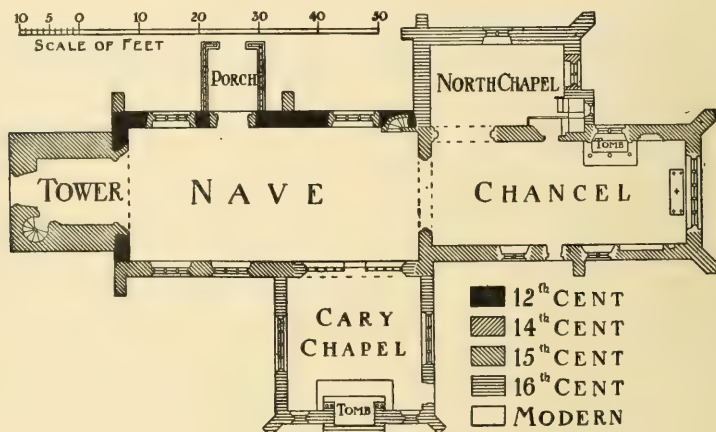 10 5 0 10 20 30 40 50
SCALE OF FEET
PORCH
NORTH CHAPEL
TOMB
TOWER
NAVE
CHANCEL
CARY
CHAPEL
TOMB
12th CENT
14th CENT
15th CENT
16th CENT
MODERN